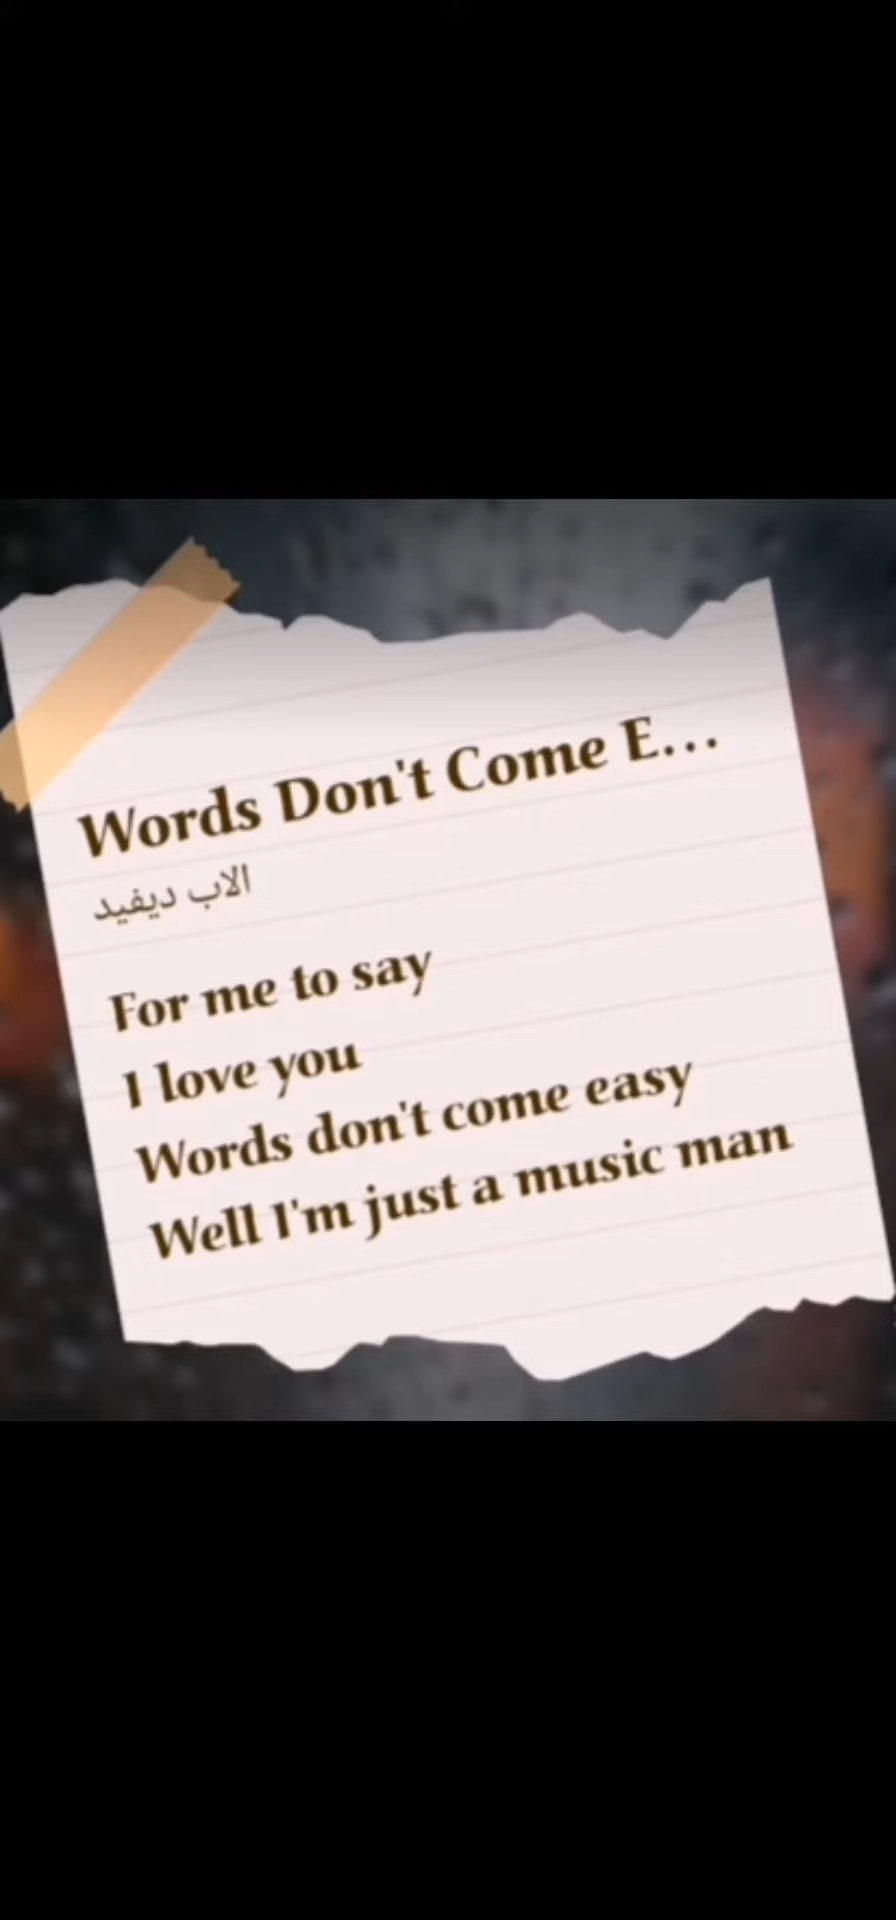 Words Don't Come E...
الاب ديفيد
For me to say
I love you
Words don't come easy
Well I'm just a music man